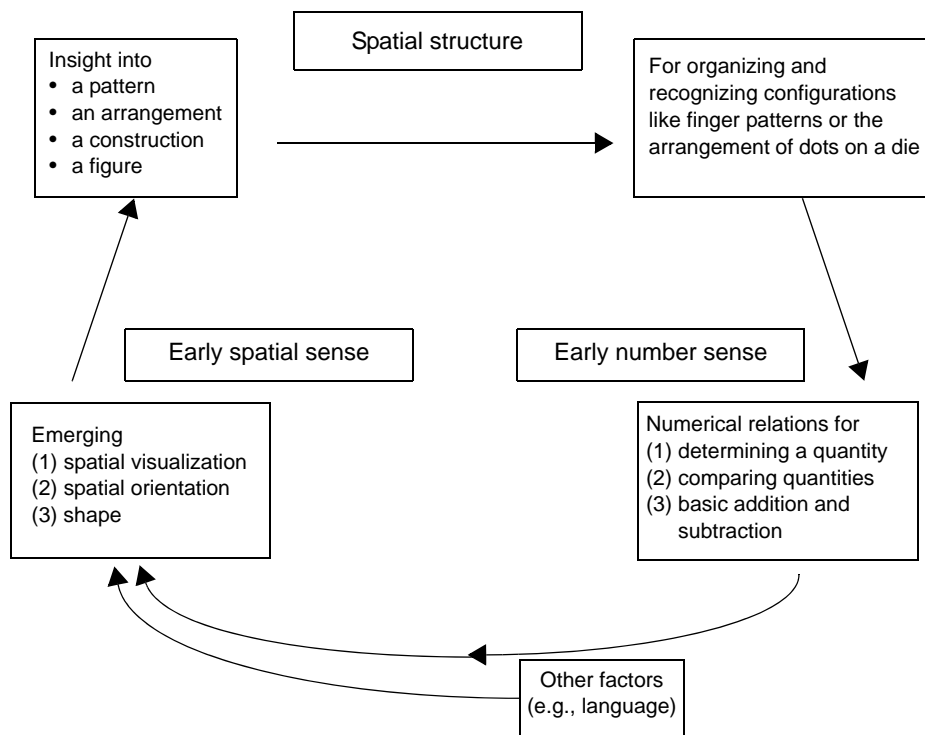 Spatial structure
Insight into
• a pattern
• an arrangement
• a construction
• a figure
For organizing and
recognizing configurations
like finger patterns or the
arrangement of dots on a die
Early spatial sense
Early number sense
Emerging
(1) spatial visualization
(2) spatial orientation
(3) shape
Numerical relations for
(1) determining a quantity
(2) comparing quantities
(3) basic addition and
subtraction
Other factors
(e.g., language)